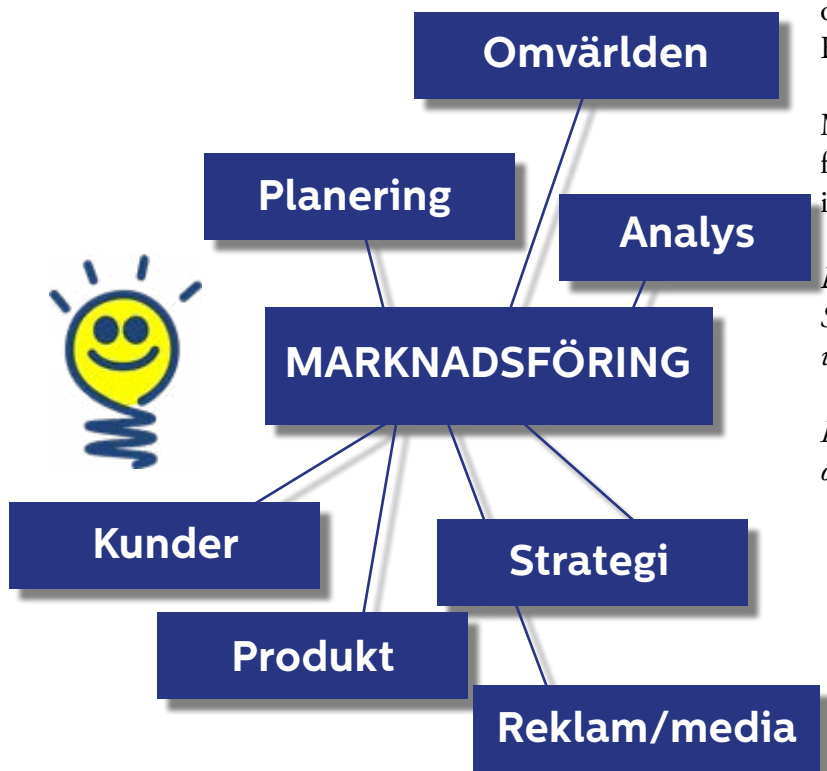 Omvärlden
Planering
Analys
MARKNADSFÖRING
Kunder
Strategi
Produkt
Reklam/media